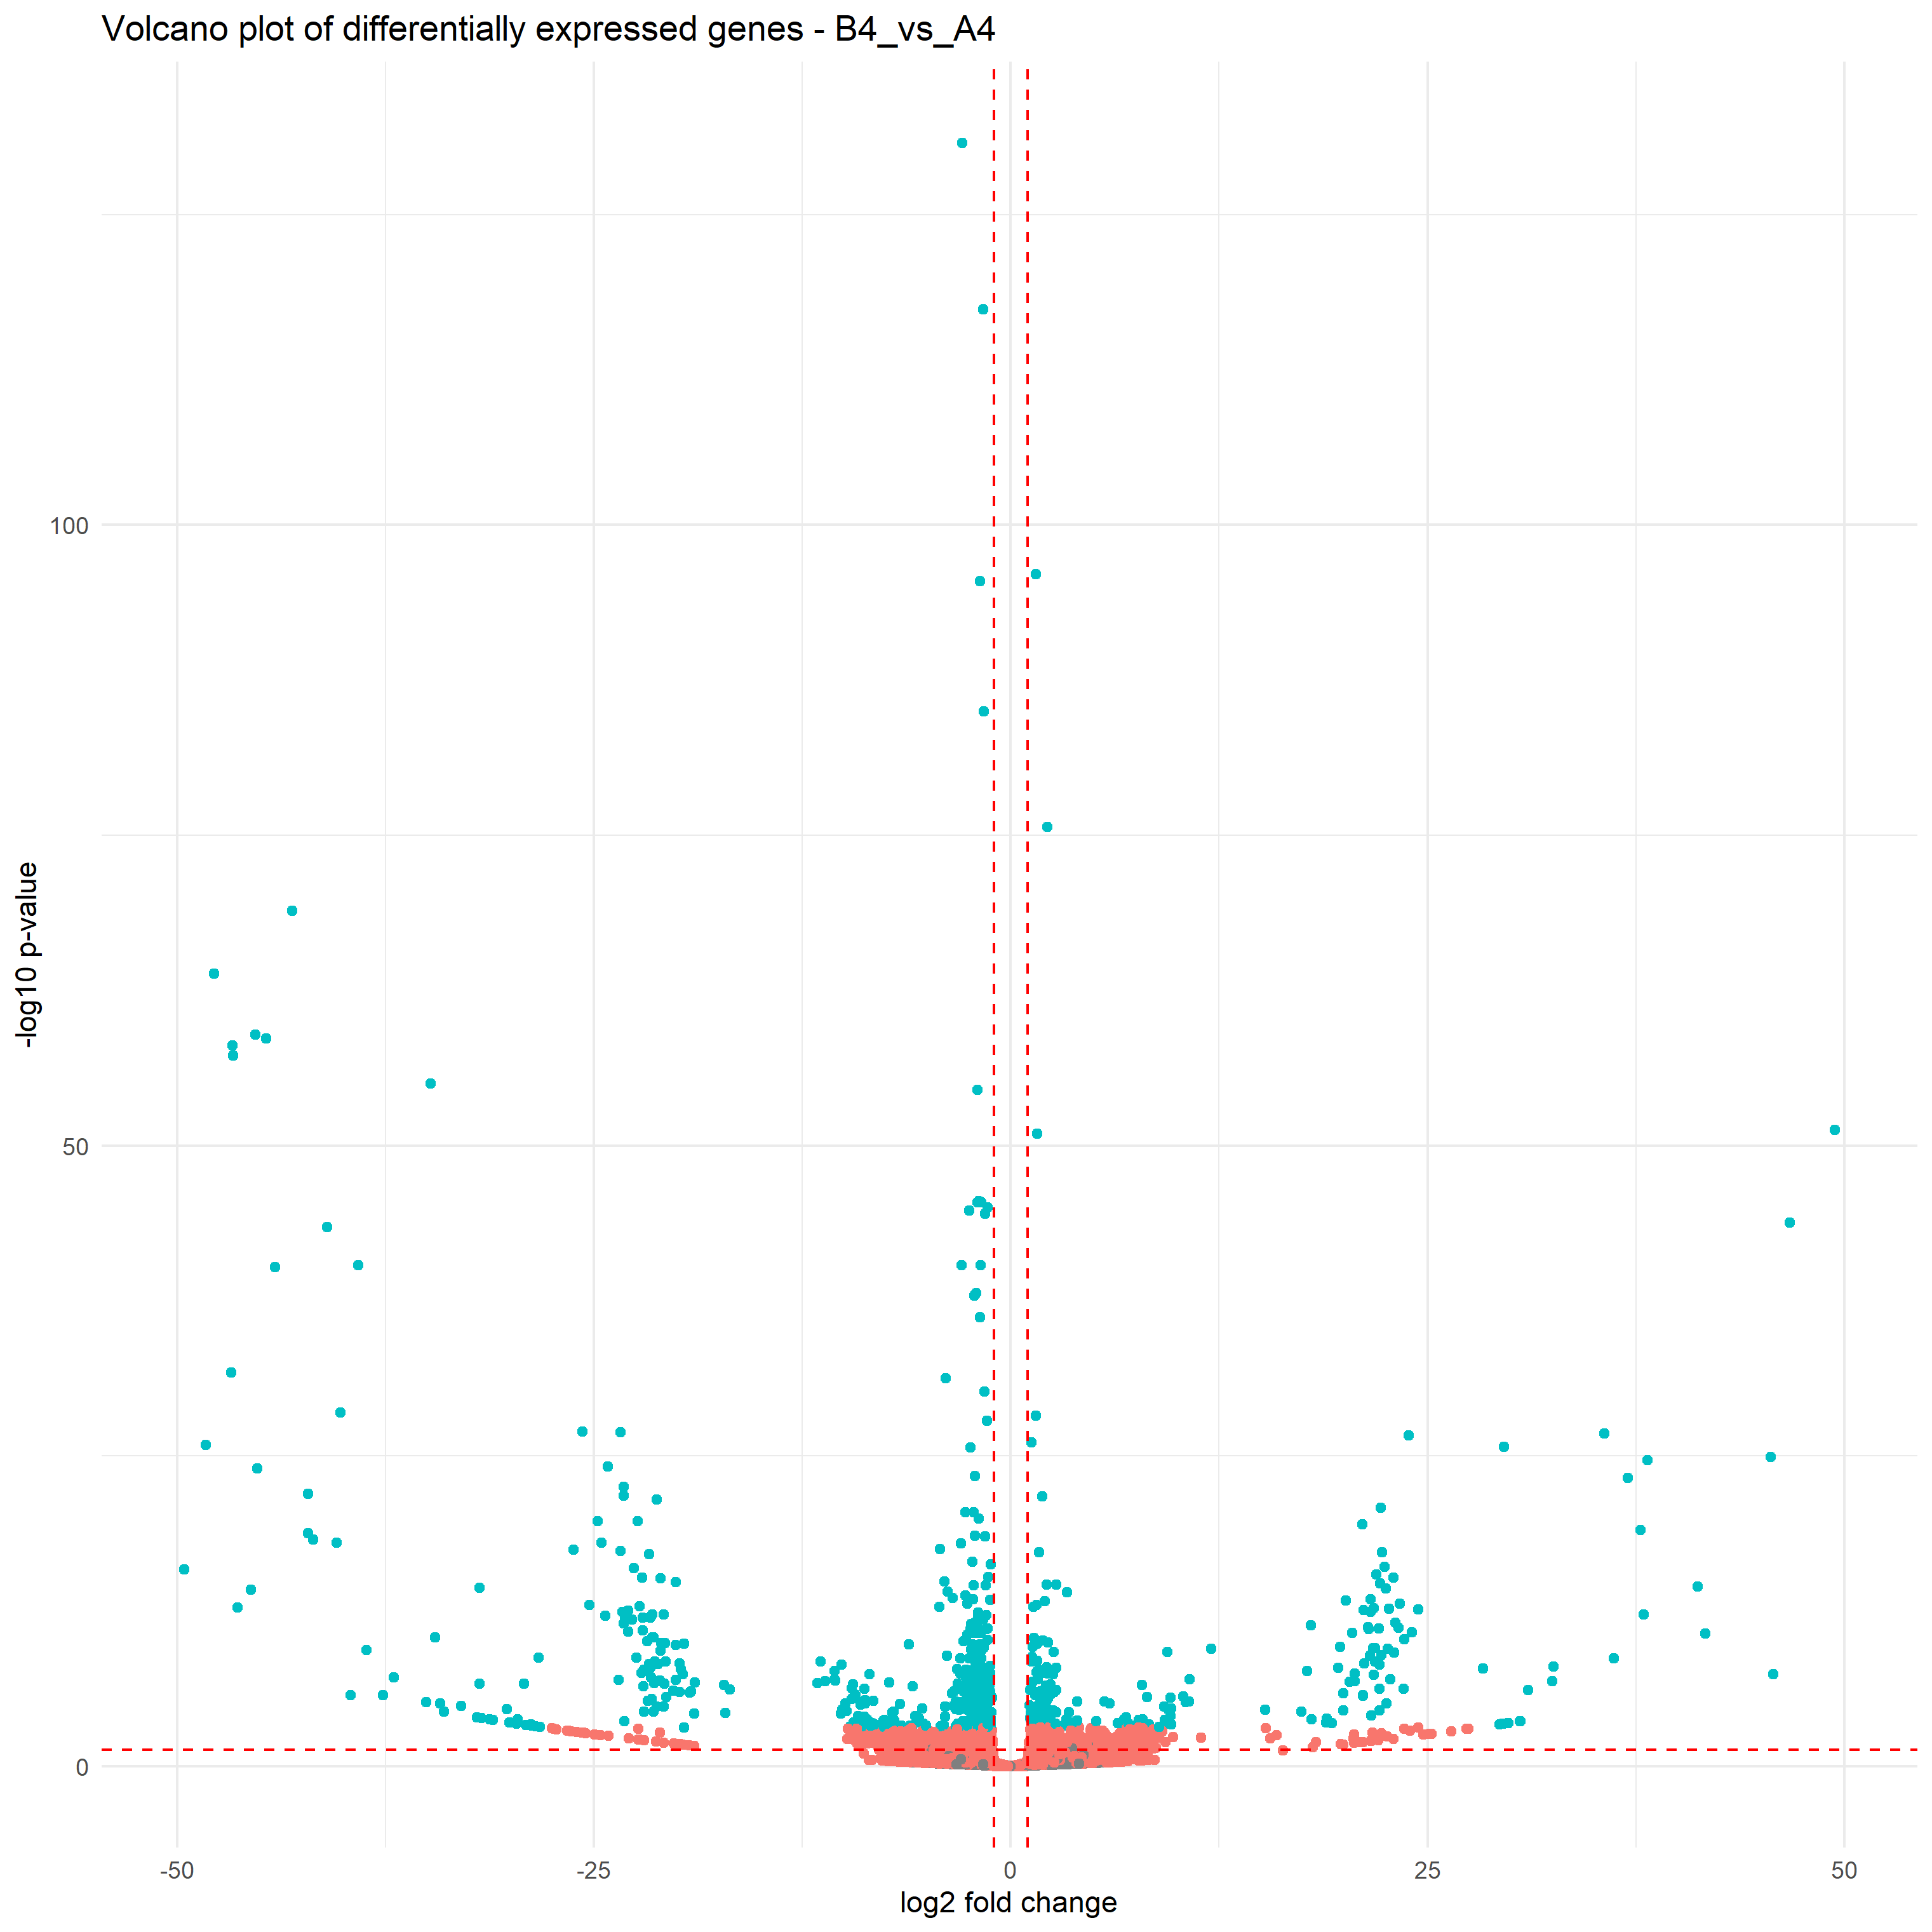 Volcano plot of differentially expressed genes - B4_vs_A4
-log10 p-value
100
50
0
-50
-25
0
25
50
log2 fold change